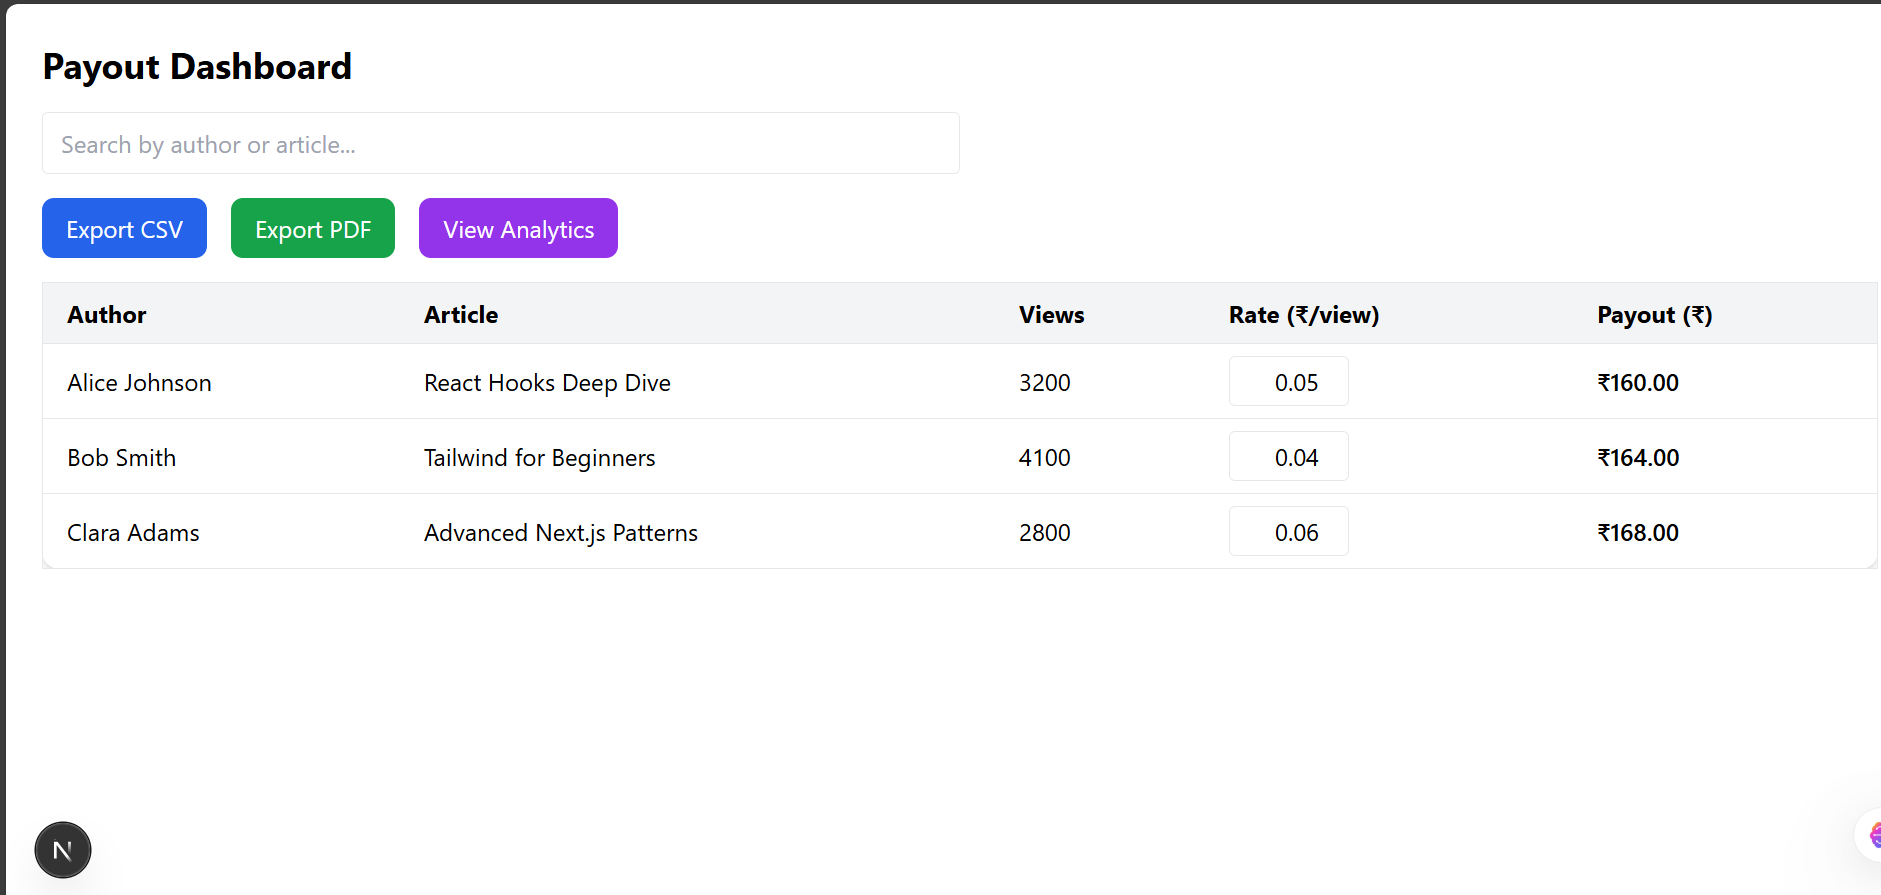 Payout Dashboard
Search by author or article...
Export CSV Export PDF View Analytics
Author Article Views Rate (₹/view) Payout (₹)
Alice Johnson React Hooks Deep Dive 3200 0.05 ₹160.00
Bob Smith Tailwind for Beginners 4100 0.04 ₹164.00
Clara Adams Advanced Next.js Patterns 2800 0.06 ₹168.00
N